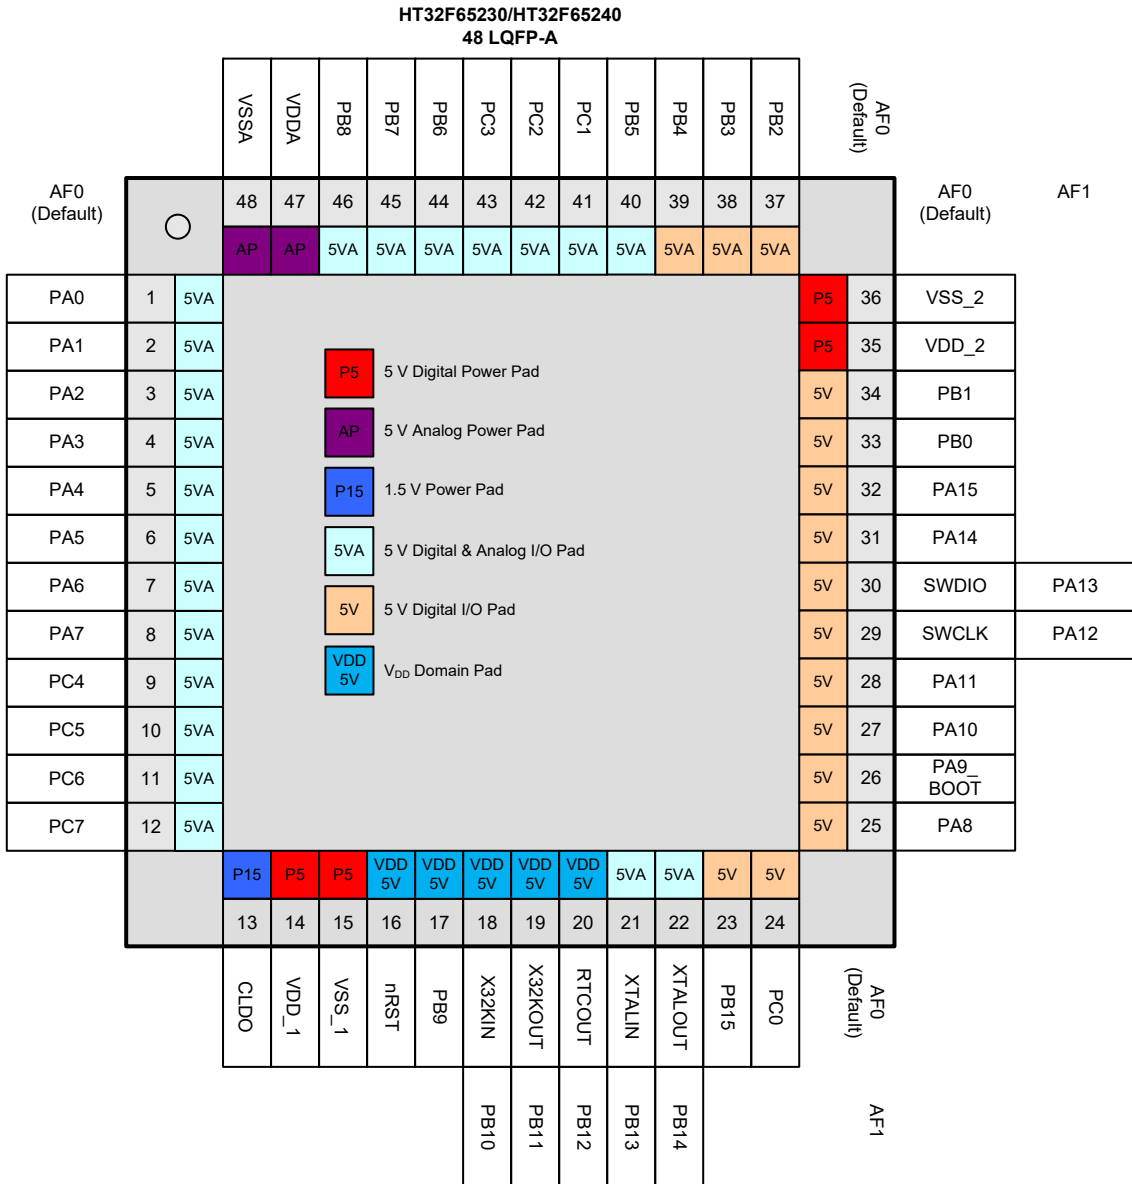 HT32F65230/HT32F65240
48 LQFP-A
VSSA VDDA PB8 PB7 PB6 PC3 PC2 PC1 PB5 PB4 PB3 PB2
AF0
(Default)
AF0
(Default)
48 47 46 45 44 43 42 41 40 39 38 37
AP AP 5VA 5VA 5VA 5VA 5VA 5VA 5VA 5VA 5VA 5VA
AF0
(Default)
AF1
PA0 1 5VA
PA1 2 5VA
PA2 3 5VA
PA3 4 5VA
PA4 5 5VA
PA5 6 5VA
PA6 7 5VA
PA7 8 5VA
PC4 9 5VA
PC5 10 5VA
PC6 11 5VA
PC7 12 5VA
P5 5 V Digital Power Pad
AP 5 V Analog Power Pad
P15 1.5 V Power Pad
5VA 5 V Digital & Analog I/O Pad
5V 5 V Digital I/O Pad
VDD
5V
VDD Domain Pad
P5 36 VSS_2
P5 35 VDD_2
5V 34 PB1
5V 33 PB0
5V 32 PA15
5V 31 PA14
5V 30 SWDIO PA13
5V 29 SWCLK PA12
5V 28 PA11
5V 27 PA10
5V 26 PA9_
BOOT
5V 25 PA8
P15 P5 P5 VDD 5V VDD 5V VDD 5V VDD 5V VDD 5V 5VA 5VA 5V 5V
13 14 15 16 17 18 19 20 21 22 23 24
CLDO VDD_1 VSS_1 nRST PB9 X32KIN X32KOUT RTCOUT XTALIN XTALOUT PB15 PC0
AF0
(Default)
PB10 PB11 PB12 PB13 PB14
AF1